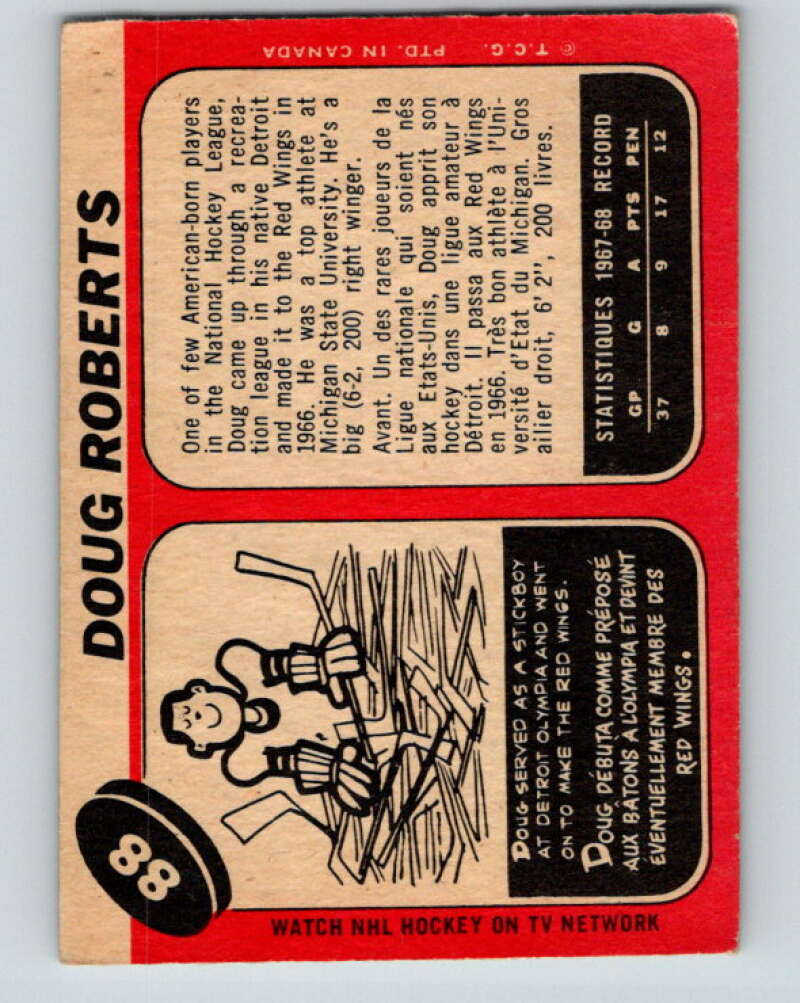 88
DOUG ROBERTS
DOUG SERVED AS A STICKBOY
AT DETROIT OLYMPIA AND WENT
ON TO MAKE THE RED WINGS.
DOUG DÉBUTA COMME PRÉPOSÉ
AUX BÂTONS A L'OLYMPIA ET DEVINT
ÉVENTUELLEMENT MEMBRE DES
RED WINGS.
WATCH NHL HOCKEY ON TV NETWORK
One of few American-born players
in the National Hockey League,
Doug came up through a recrea-
tion league in his native Detroit
and made it to the Red Wings in
1966. He was a top athlete at
Michigan State University. He's a
big (6-2, 200) right winger.
Avant. Un des rares joueurs de la
Ligue nationale qui soient nés
aux Etats-Unis, Doug apprit son
hockey dans une ligue amateur à
Détroit. Il passa aux Red Wings
en 1966. Très bon athlète à l'Uni-
versité d'Etat du Michigan. Gros
ailier droit, 6' 2", 200 livres.
STATISTIQUES 1967-68 RECORD
GP G A PTS PEN
37 8 9 17 12
© T.C.G. PTD. IN CANADA